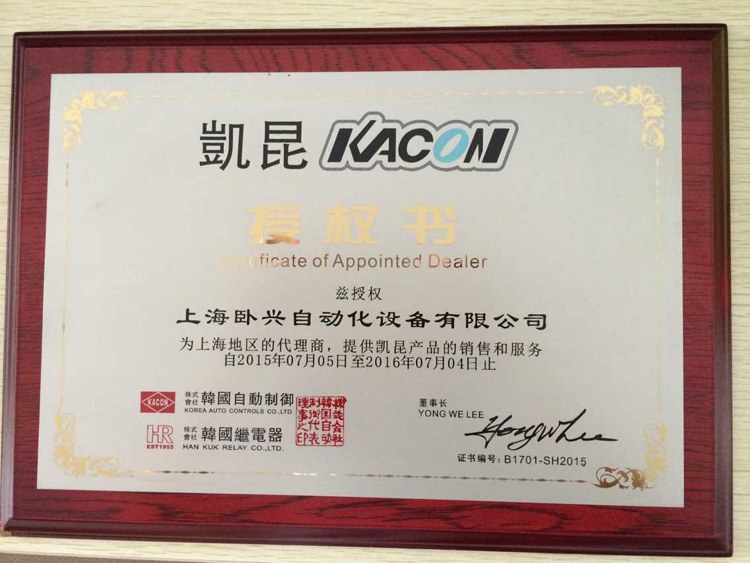 凱昆 KACON
授权书
Certificate of Appointed Dealer
兹授权
上海卧兴自动化设备有限公司
为上海地区的代理商，提供凯昆产品的销售和服务
自2015年07月05日至2016年07月04日止
KACON 株式會社 韓國自動制御
KOREA AUTO CONTROLS CO.,LTD.
HR 株式會社 韓國繼電器
EST1955 HAN KUK RELAY CO.,LTD.
董事长
YONG WE LEE
证书编号：B1701-SH2015